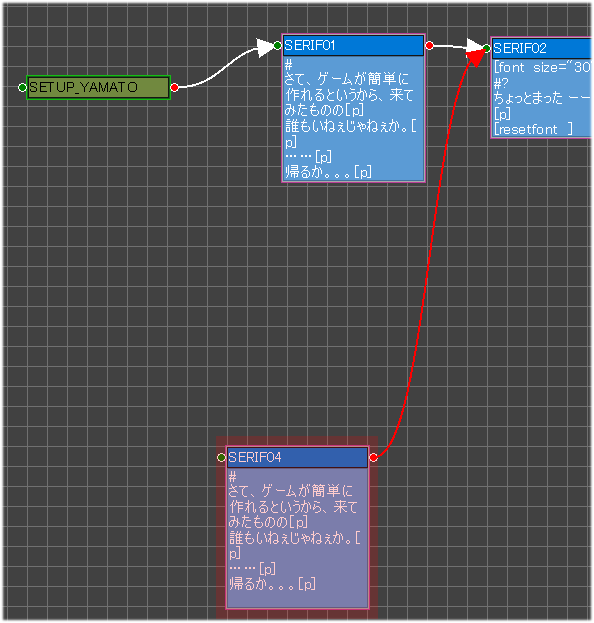 SETUP_YAMATO
SERIF01
#
さて、ゲームが簡単に
作れるというから、来て
みたものの[p]
誰もいねぇじゃねぇか。[
p]
……[p]
帰るか。。。[p]
SERIF02
[font size="30
#?
ちょっとまった ーー
[p]
[resetfont ]
SERIF04
#
さて、ゲームが簡単に
作れるというから、来て
みたものの[p]
誰もいねぇじゃねぇか。[
p]
……[p]
帰るか。。。[p]